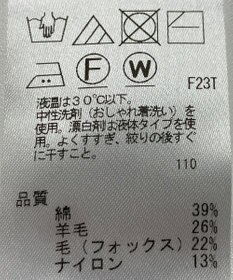 F W F23T
液温は30℃以下。
中性洗剤(おしゃれ着洗い)を
使用。漂白剤は液体タイプを使
用。よくすすぎ、絞りの後すぐ
に干すこと。
110
品質
綿 39%
羊毛 26%
毛(フォックス) 22%
ナイロン 13%